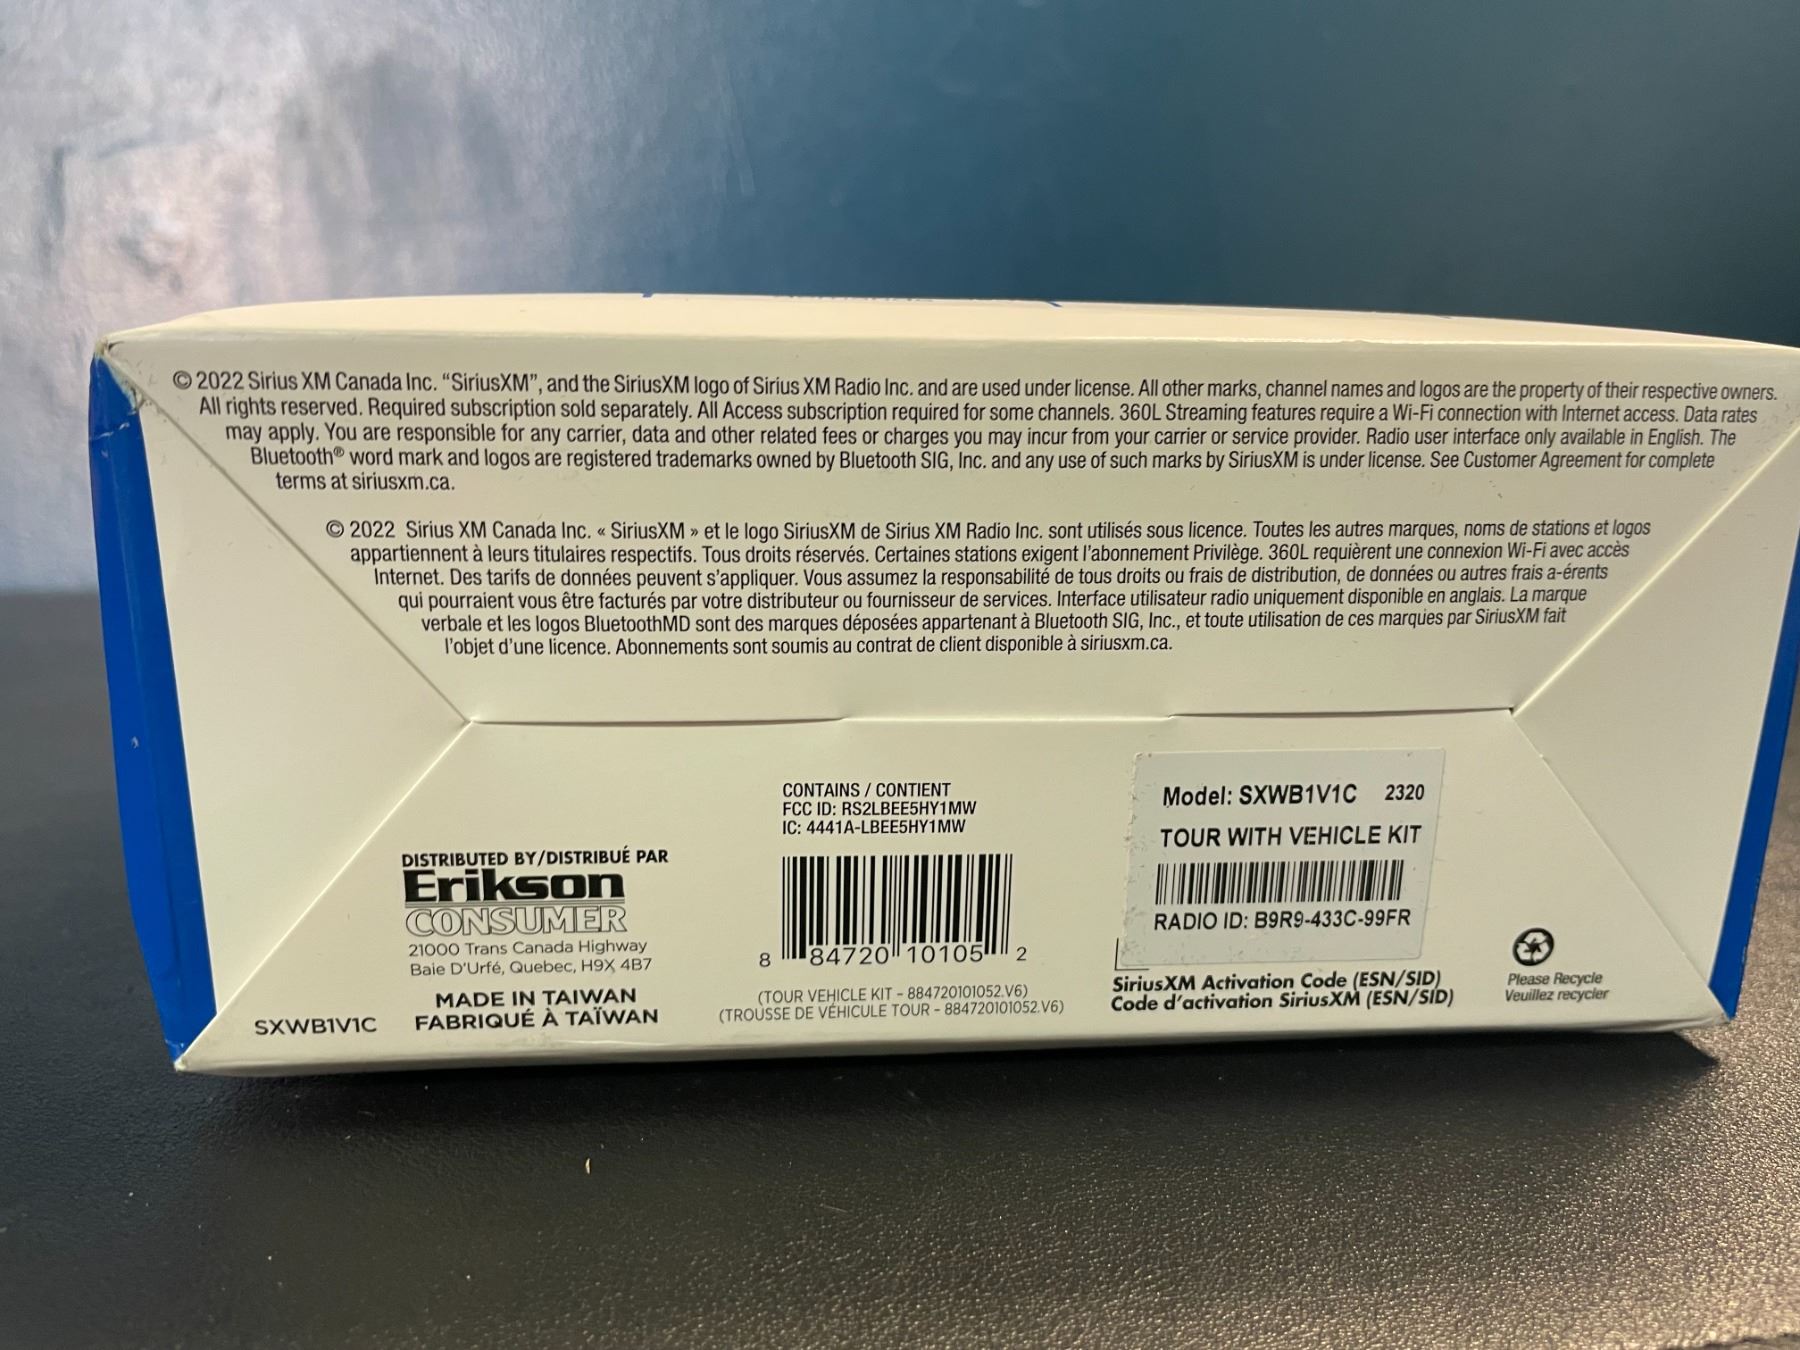 © 2022 Sirius XM Canada Inc. “SiriusXM”, and the SiriusXM logo of Sirius XM Radio Inc. and are used under license. All other marks, channel names and logos are the property of their respective owners.
All rights reserved. Required subscription sold separately. All Access subscription required for some channels. 360L Streaming features require a Wi-Fi connection with Internet access. Data rates
may apply. You are responsible for any carrier, data and other related fees or charges you may incur from your carrier or service provider. Radio user interface only available in English. The
Bluetooth® word mark and logos are registered trademarks owned by Bluetooth SIG, Inc. and any use of such marks by SiriusXM is under license. See Customer Agreement for complete
terms at siriusxm.ca.
© 2022 Sirius XM Canada Inc. « SiriusXM » et le logo SiriusXM de Sirius XM Radio Inc. sont utilisés sous licence. Toutes les autres marques, noms de stations et logos
appartiennent à leurs titulaires respectifs. Tous droits réservés. Certaines stations exigent l’abonnement Privilège. 360L requièrent une connexion Wi-Fi avec accès
Internet. Des tarifs de données peuvent s'appliquer. Vous assumez la responsabilité de tous droits ou frais de distribution, de données ou autres frais a-érents
qui pourraient vous être facturés par votre distributeur ou fournisseur de services. Interface utilisateur radio uniquement disponible en anglais. La marque
verbale et les logos BluetoothMD sont des marques déposées appartenant à Bluetooth SIG, Inc., et toute utilisation de ces marques par SiriusXM fait
l’objet d’une licence. Abonnements sont soumis au contrat de client disponible à siriusxm.ca.
SXWB1V1C
DISTRIBUTED BY/DISTRIBUÉ PAR
Erikson
CONSUMER
21000 Trans Canada Highway
Baie D'Urfé, Quebec, H9X 4B7
MADE IN TAIWAN
FABRIQUÉ À TAÏWAN
CONTAINS / CONTIENT
FCC ID: RS2LBEE5HY1MW
IC: 4441A-LBEE5HY1MW
8 84720 10105 2
(TOUR VEHICLE KIT - 884720101052.V6)
(TROUSSE DE VÉHICULE TOUR - 884720101052.V6)
Model: SXWB1V1C 2320
TOUR WITH VEHICLE KIT
RADIO ID: B9R9-433C-99FR
SiriusXM Activation Code (ESN/SID)
Code d’activation SiriusXM (ESN/SID)
Please Recycle
Veuillez recycler